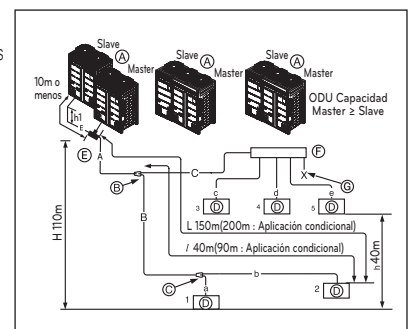 s
Slave Ⓐ
Master
Slave Ⓐ
Master
Slave Ⓐ
Master
10m o
menos
ODU Capacidad
Master ≥ Slave
h1
E
Ⓔ
A
Ⓕ
C
Ⓑ
c
d
e
X
Ⓖ
3 Ⓓ
4 Ⓓ
5 Ⓓ
H 110m
B
L 150m(200m : Aplicación condicional)
l 40m(90m : Aplicación condicional)
h 40m
Ⓒ
a
b
1 Ⓓ
2 Ⓓ